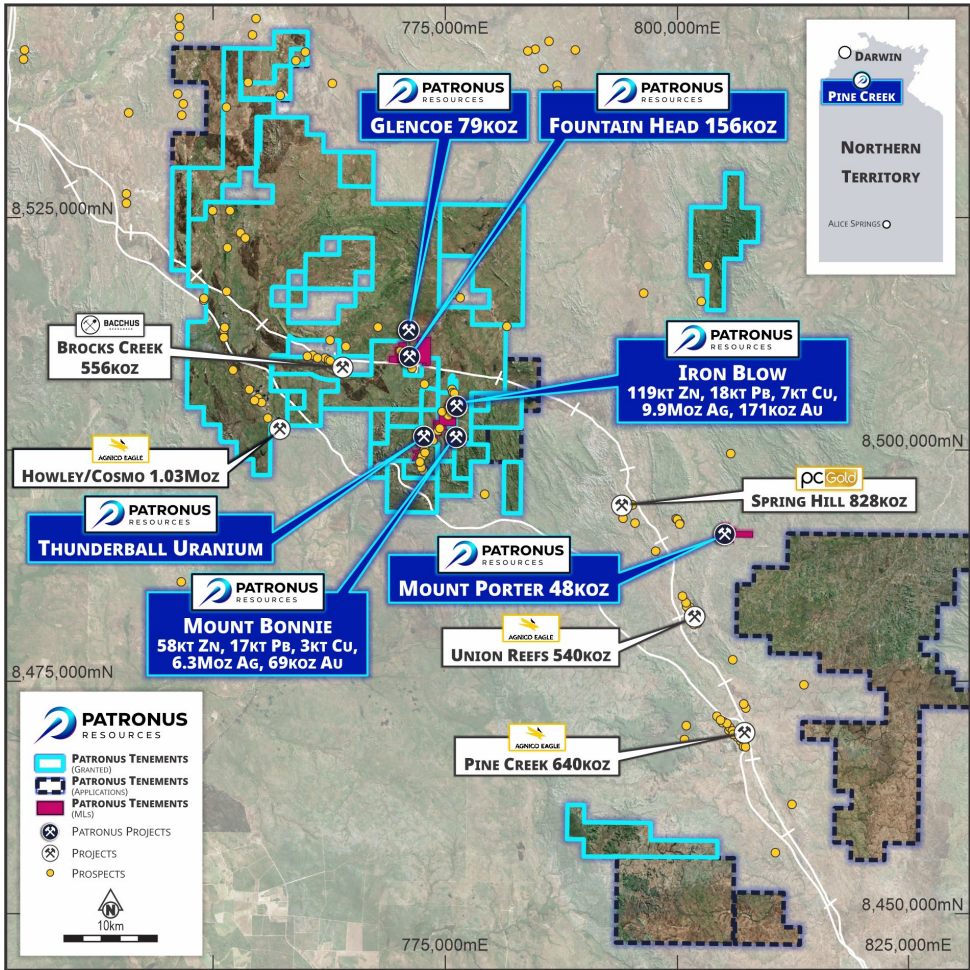 775,000mE
800,000mE
DARWIN
PINE CREEK
NORTHERN
TERRITORY
ALICE SPRINGS
PATRONUS
RESOURCES
GLENCOE 79KOZ
PATRONUS
RESOURCES
FOUNTAIN HEAD 156KOZ
8,525,000mN
BACCHUS
RESOURCES
BROCKS CREEK
556KOZ
PATRONUS
RESOURCES
IRON BLOW
119KT ZN, 18KT PB, 7KT CU,
9.9MOZ AG, 171KOZ AU
AGNICO EAGLE
HOWLEY/COSMO 1.03MOZ
8,500,000mN
pcGold
SPRING HILL 828KOZ
PATRONUS
RESOURCES
THUNDERBALL URANIUM
PATRONUS
RESOURCES
MOUNT PORTER 48KOZ
PATRONUS
RESOURCES
MOUNT BONNIE
58KT ZN, 17KT PB, 3KT CU,
6.3MOZ AG, 69KOZ AU
AGNICO EAGLE
UNION REEFS 540KOZ
8,475,000mN
AGNICO EAGLE
PINE CREEK 640KOZ
PATRONUS
RESOURCES
PATRONUS TENEMENTS
(GRANTED)
PATRONUS TENEMENTS
(APPLICATIONS)
PATRONUS TENEMENTS
(MLS)
PATRONUS PROJECTS
PROJECTS
PROSPECTS
N
10km
8,450,000mN
775,000mE
825,000mE